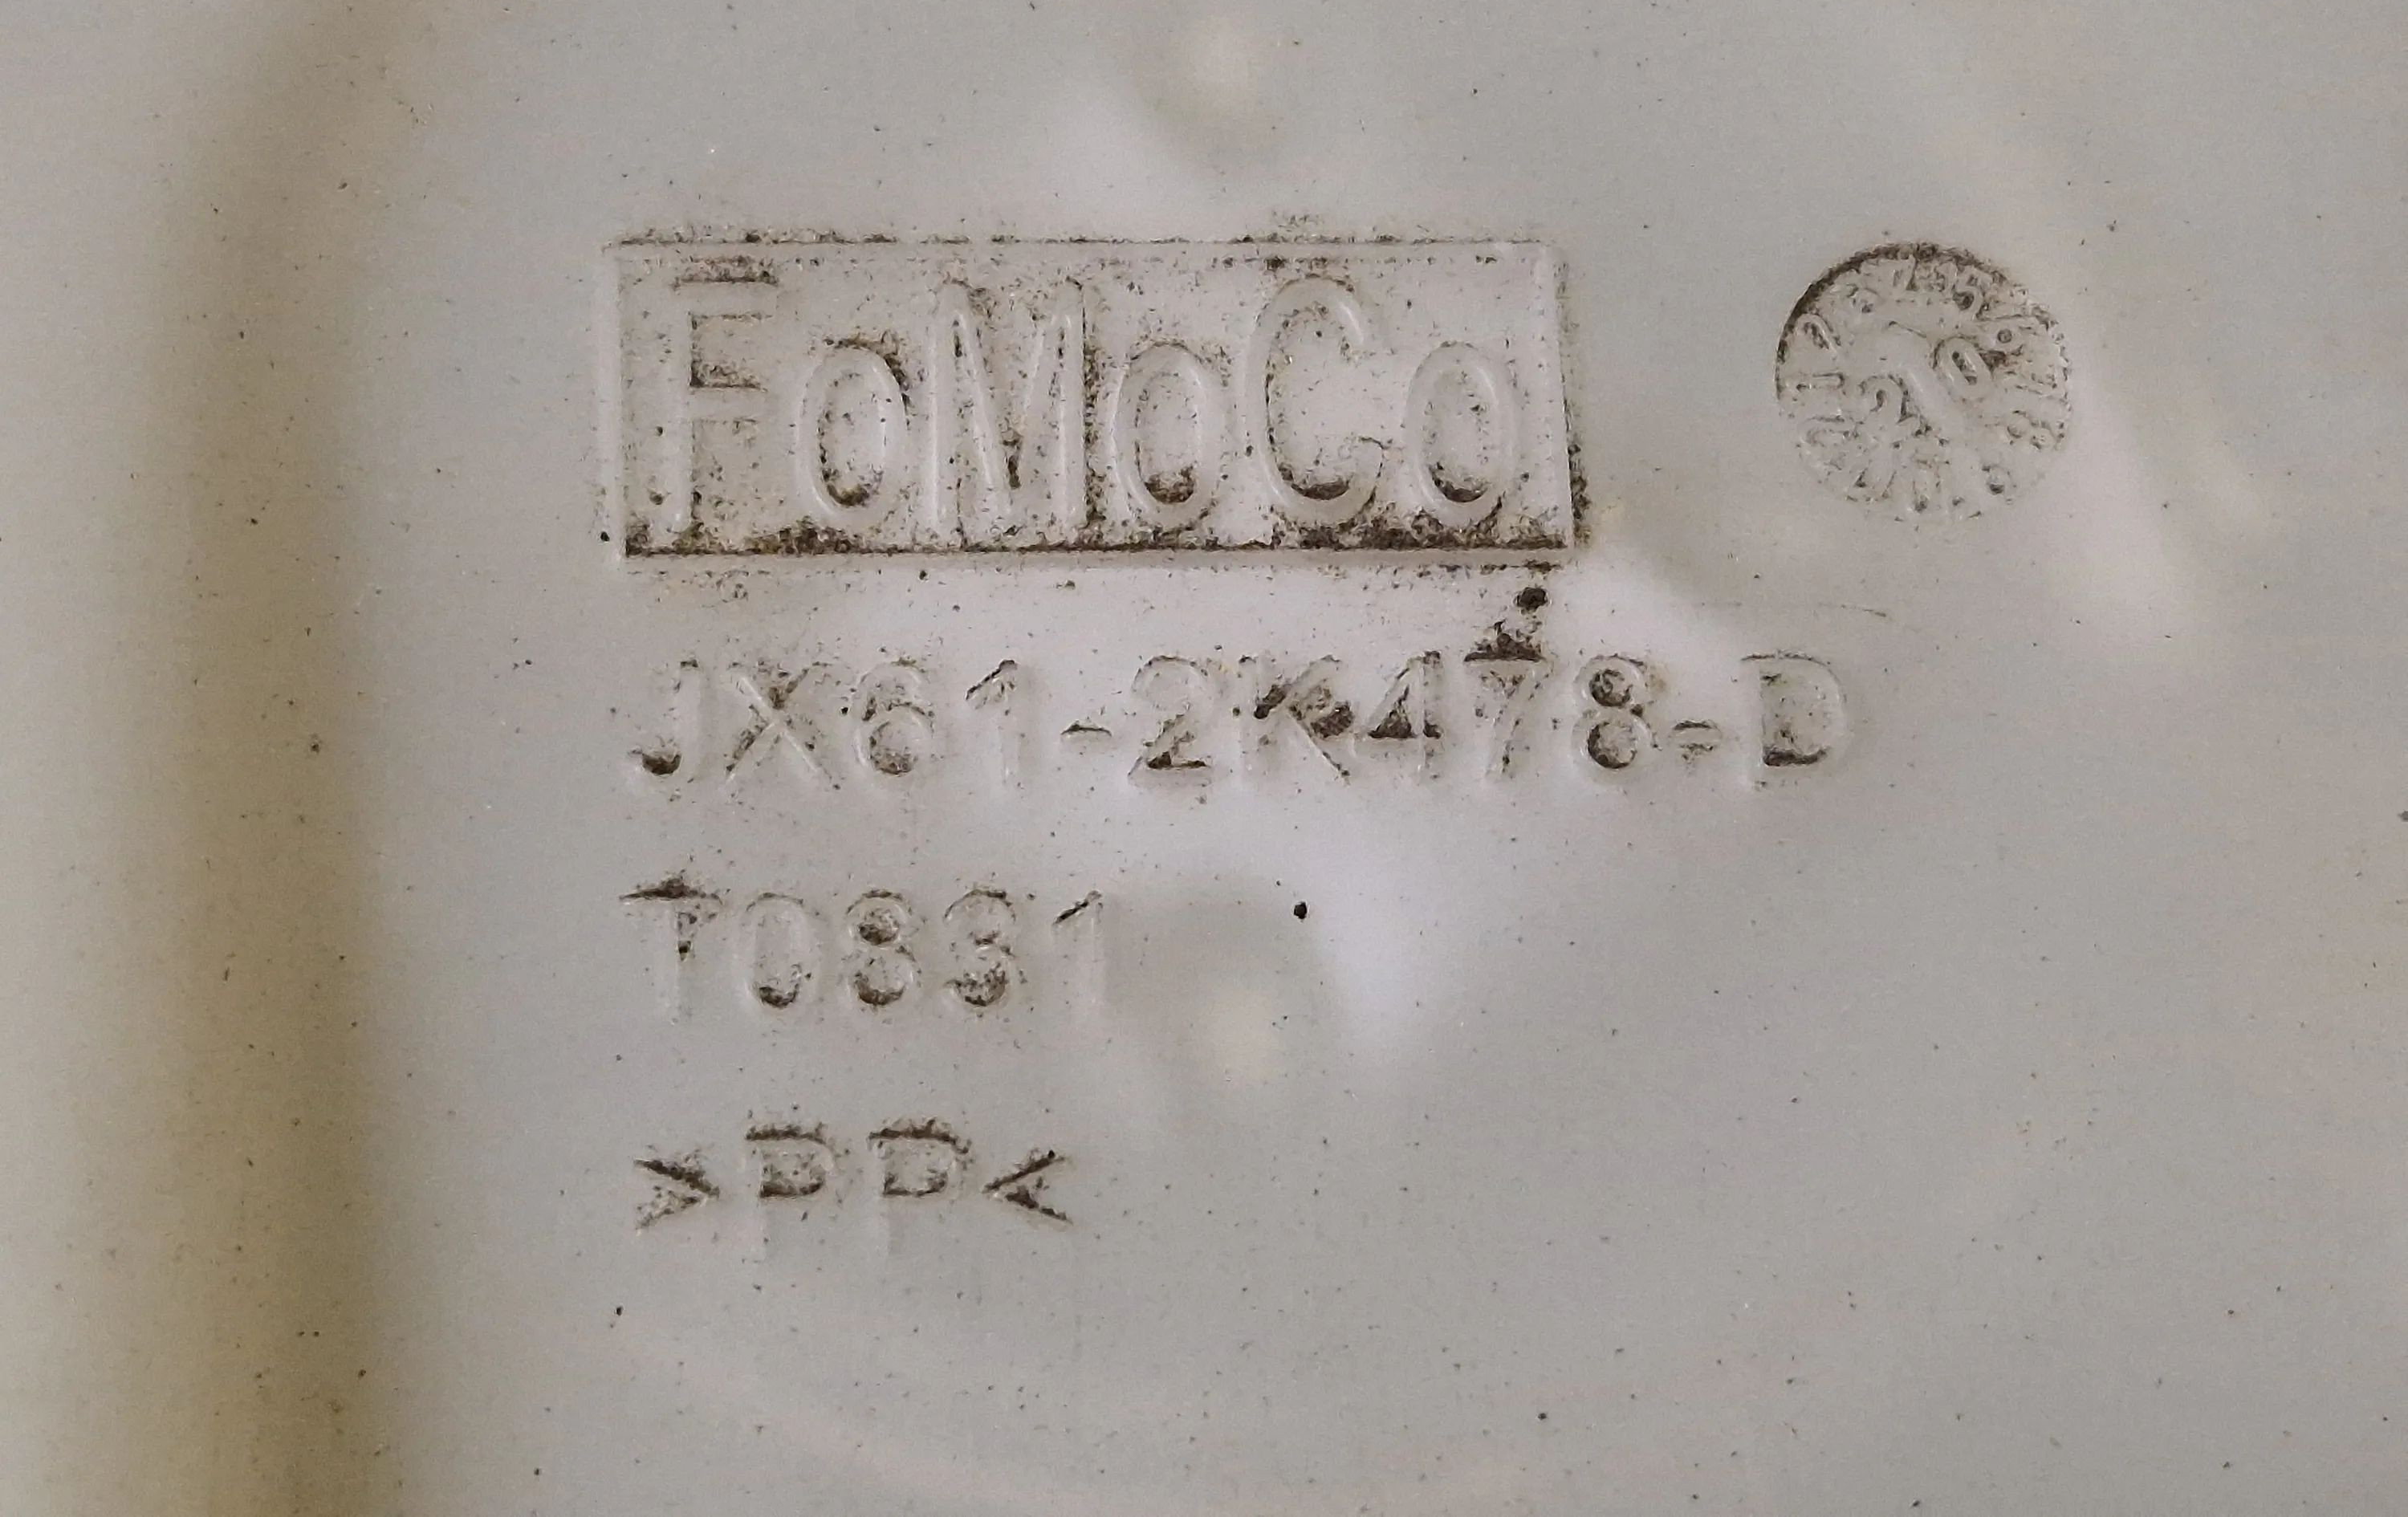 FoMoCo
JX61-2K478-D
T0831
>PP<